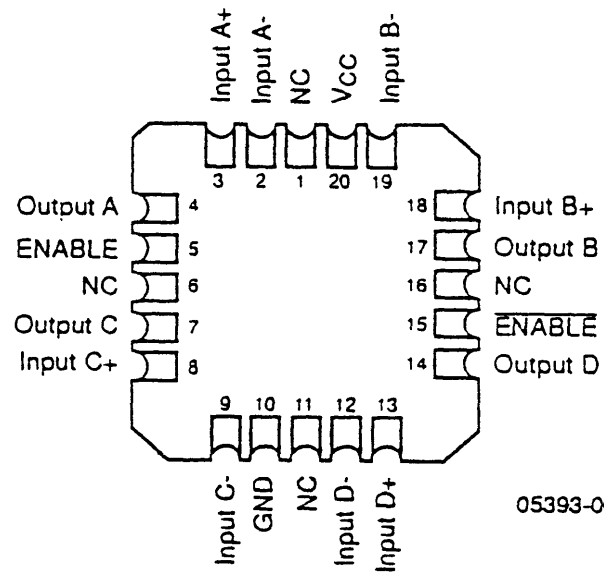 Input A+
Input A-
NC
VCC
Input B-
3
2
1
20
19
Output A 4
ENABLE 5
NC 6
Output C 7
Input C+ 8
18 Input B+
17 Output B
16 NC
15 ENABLE
14 Output D
9
10
11
12
13
Input C-
GND
NC
Input D-
Input D+
05393-0